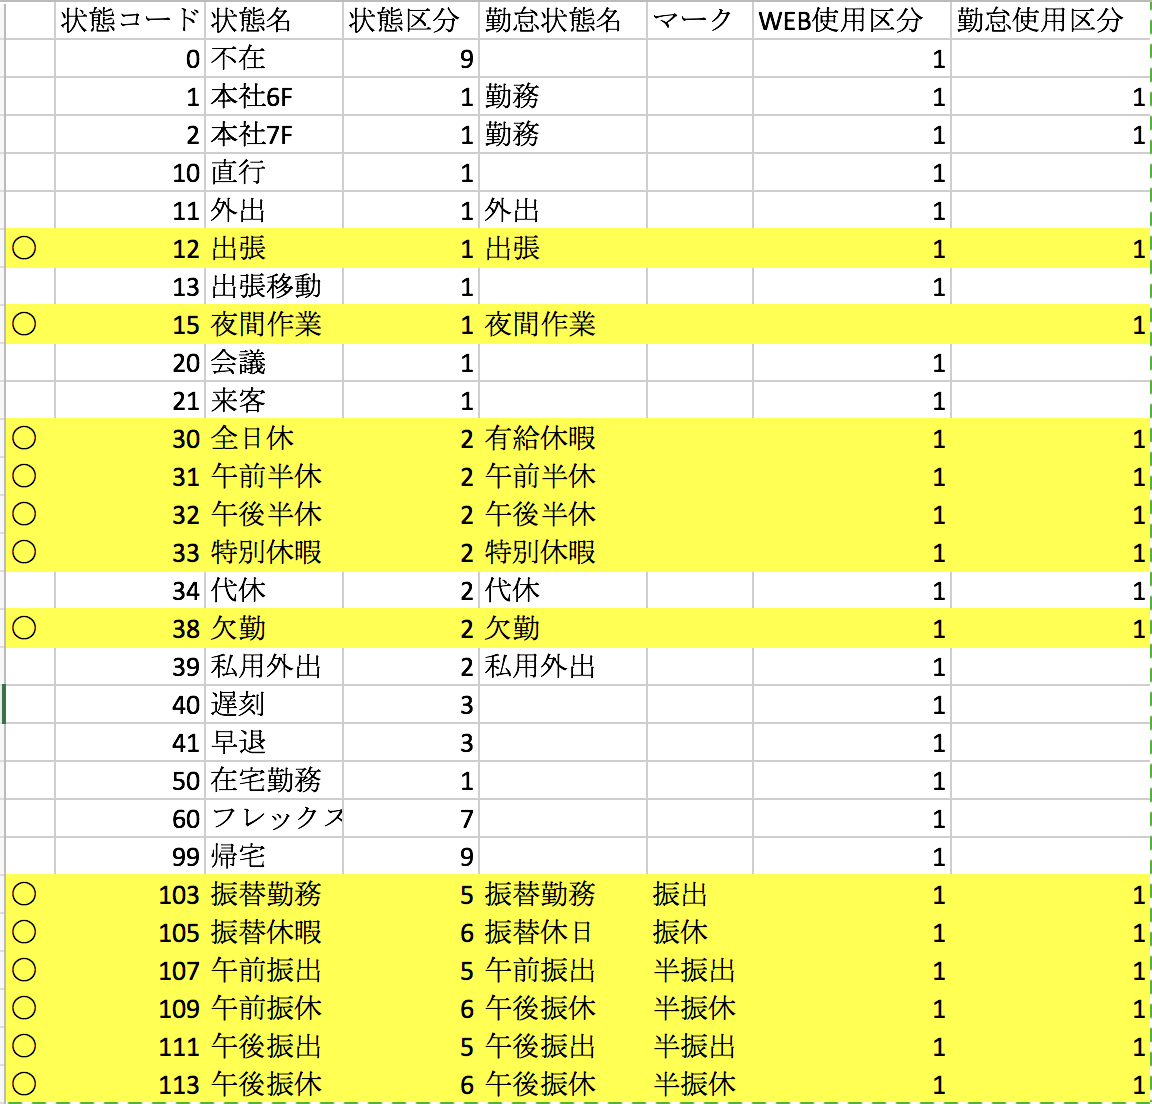 状態コード 状態名 状態区分 勤怠状態名 マーク WEB使用区分 勤怠使用区分
0 不在 9 1
1 本社6F 1 勤務 1 1
2 本社7F 1 勤務 1 1
10 直行 1 1
11 外出 1 外出 1
○ 12 出張 1 出張 1 1
13 出張移動 1 1
○ 15 夜間作業 1 夜間作業 1
20 会議 1 1
21 来客 1 1
○ 30 全日休 2 有給休暇 1 1
○ 31 午前半休 2 午前半休 1 1
○ 32 午後半休 2 午後半休 1 1
○ 33 特別休暇 2 特別休暇 1 1
34 代休 2 代休 1 1
○ 38 欠勤 2 欠勤 1 1
39 私用外出 2 私用外出 1
40 遅刻 3 1
41 早退 3 1
50 在宅勤務 1 1
60 フレックス 7 1
99 帰宅 9 1
○ 103 振替勤務 5 振替勤務 振出 1 1
○ 105 振替休暇 6 振替休日 振休 1 1
○ 107 午前振出 5 午前振出 半振出 1 1
○ 109 午前振休 6 午後振休 半振休 1 1
○ 111 午後振出 5 午後振出 半振出 1 1
○ 113 午後振休 6 午後振休 半振休 1 1